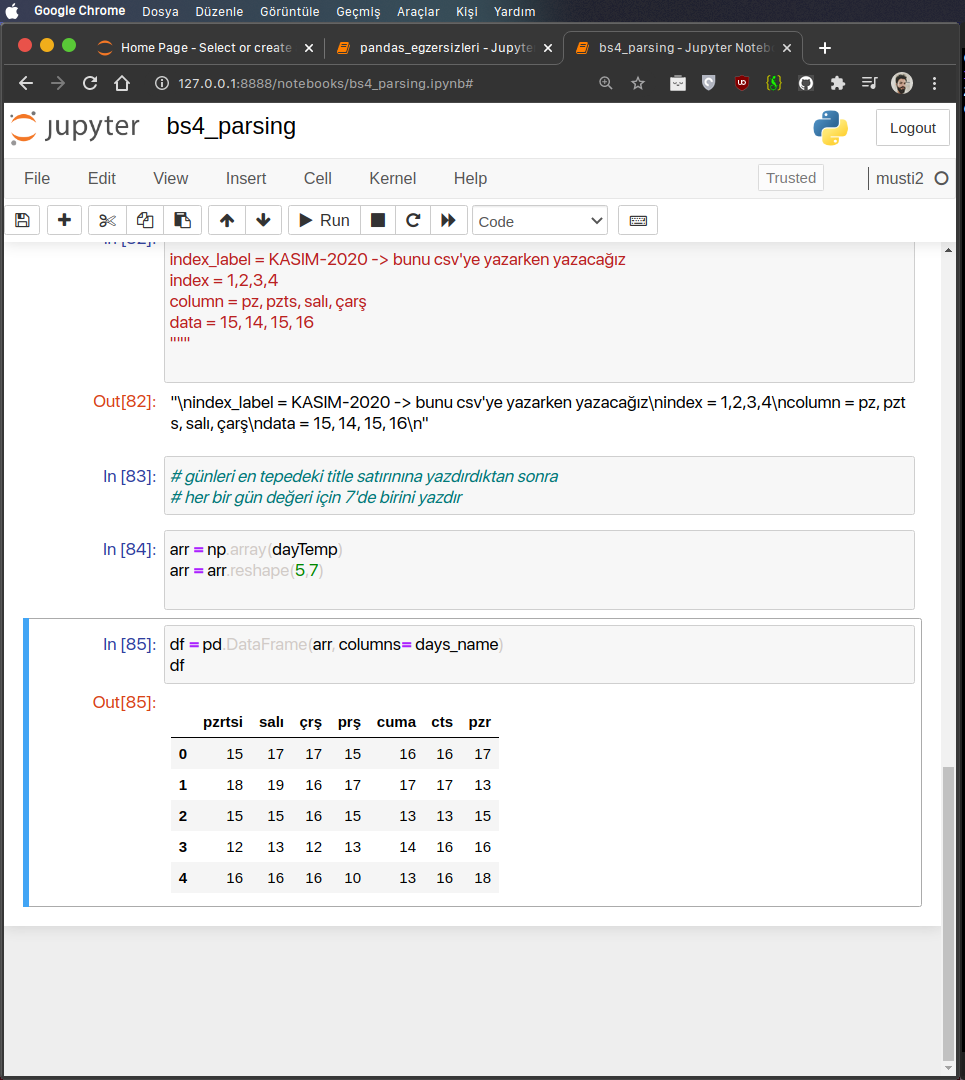 Google Chrome Dosya Düzenle Görüntüle Geçmiş Araçlar Kişi Yardım
Home Page - Select or create pandas_egzersizleri - Jupyte bs4_parsing - Jupyter Noteb
127.0.0.1:8888/notebooks/bs4_parsing.ipynb#
jupyter bs4_parsing Logout
File Edit View Insert Cell Kernel Help Trusted musti2
Run Code
In [82]:
index_label = KASIM-2020 -> bunu csv'ye yazarken yazacağız
index = 1,2,3,4
column = pz, pzts, salı, çarş
data = 15, 14, 15, 16
"""
Out[82]: "\nindex_label = KASIM-2020 -> bunu csv'ye yazarken yazacağız\nindex = 1,2,3,4\ncolumn = pz, pzt
s, salı, çarş\ndata = 15, 14, 15, 16\n"
In [83]: # günleri en tepedeki title satırınına yazdırdıktan sonra
# her bir gün değeri için 7'de birini yazdır
In [84]: arr = np.array(dayTemp)
arr = arr.reshape(5,7)
In [85]: df = pd.DataFrame(arr, columns= days_name)
df
Out[85]:
pzrtsi salı çrş prş cuma cts pzr
0 15 17 17 15 16 16 17
1 18 19 16 17 17 17 13
2 15 15 16 15 13 13 15
3 12 13 12 13 14 16 16
4 16 16 16 10 13 16 18